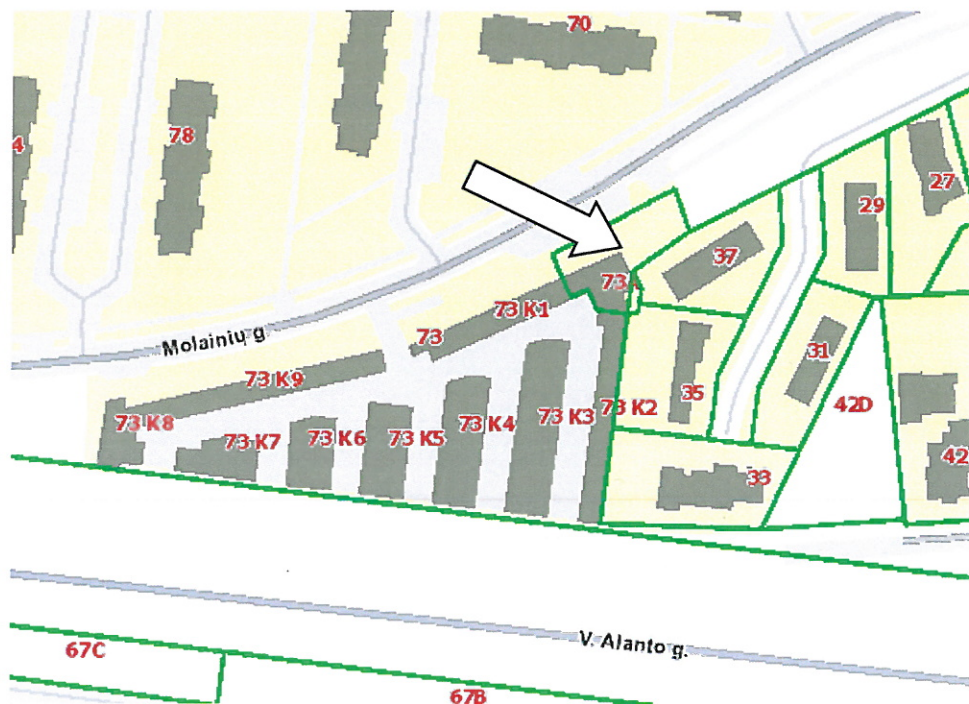 70
4
78
27
29
37
73A
73 K1
Molainių g.
73
31
73 K9
35
73 K2
42D
73 K8
73 K7
73 K6
73 K5
73 K4
73 K3
42
33
V. Alanto g.
67C
67B